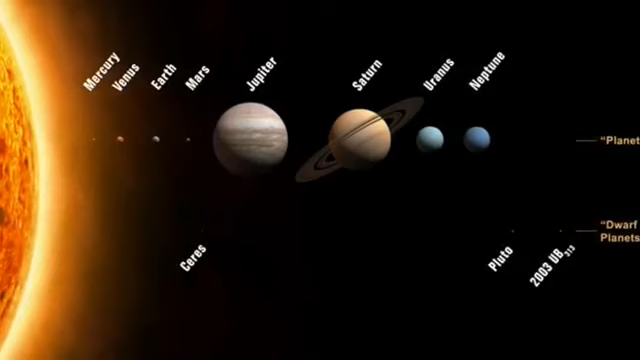 Mercury
Venus
Earth
Mars
Jupiter
Saturn
Uranus
Neptune
"Planet
Ceres
Pluto
2003 UB₃₁₃
"Dwarf
Planets